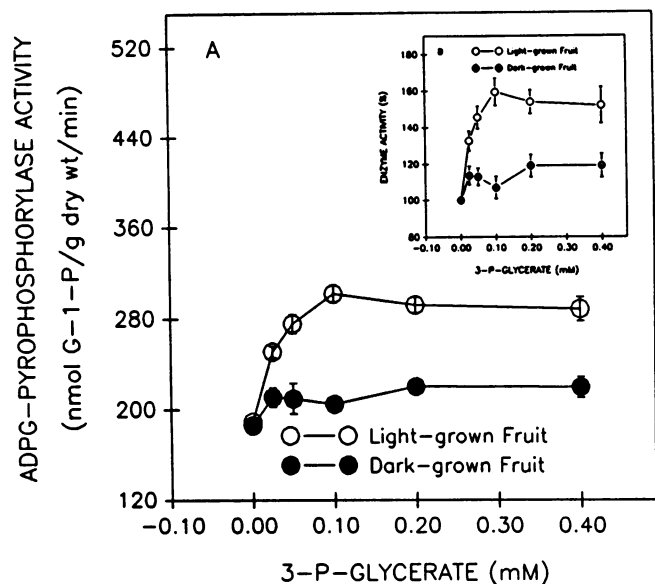 A
ADPG-PYROPHOSPHORYLASE ACTIVITY
(nmol G-1-P/g dry wt/min)
520
440
360
280
200
120
-0.10 0.00 0.10 0.20 0.30 0.40
3-P-GLYCERATE (mM)
Light-grown Fruit
Dark-grown Fruit
B
Light-grown Fruit
Dark-grown Fruit
ENZYME ACTIVITY (%)
180
160
140
120
100
80
-0.10 0.00 0.10 0.20 0.30 0.40
3-P-GLYCERATE (mM)